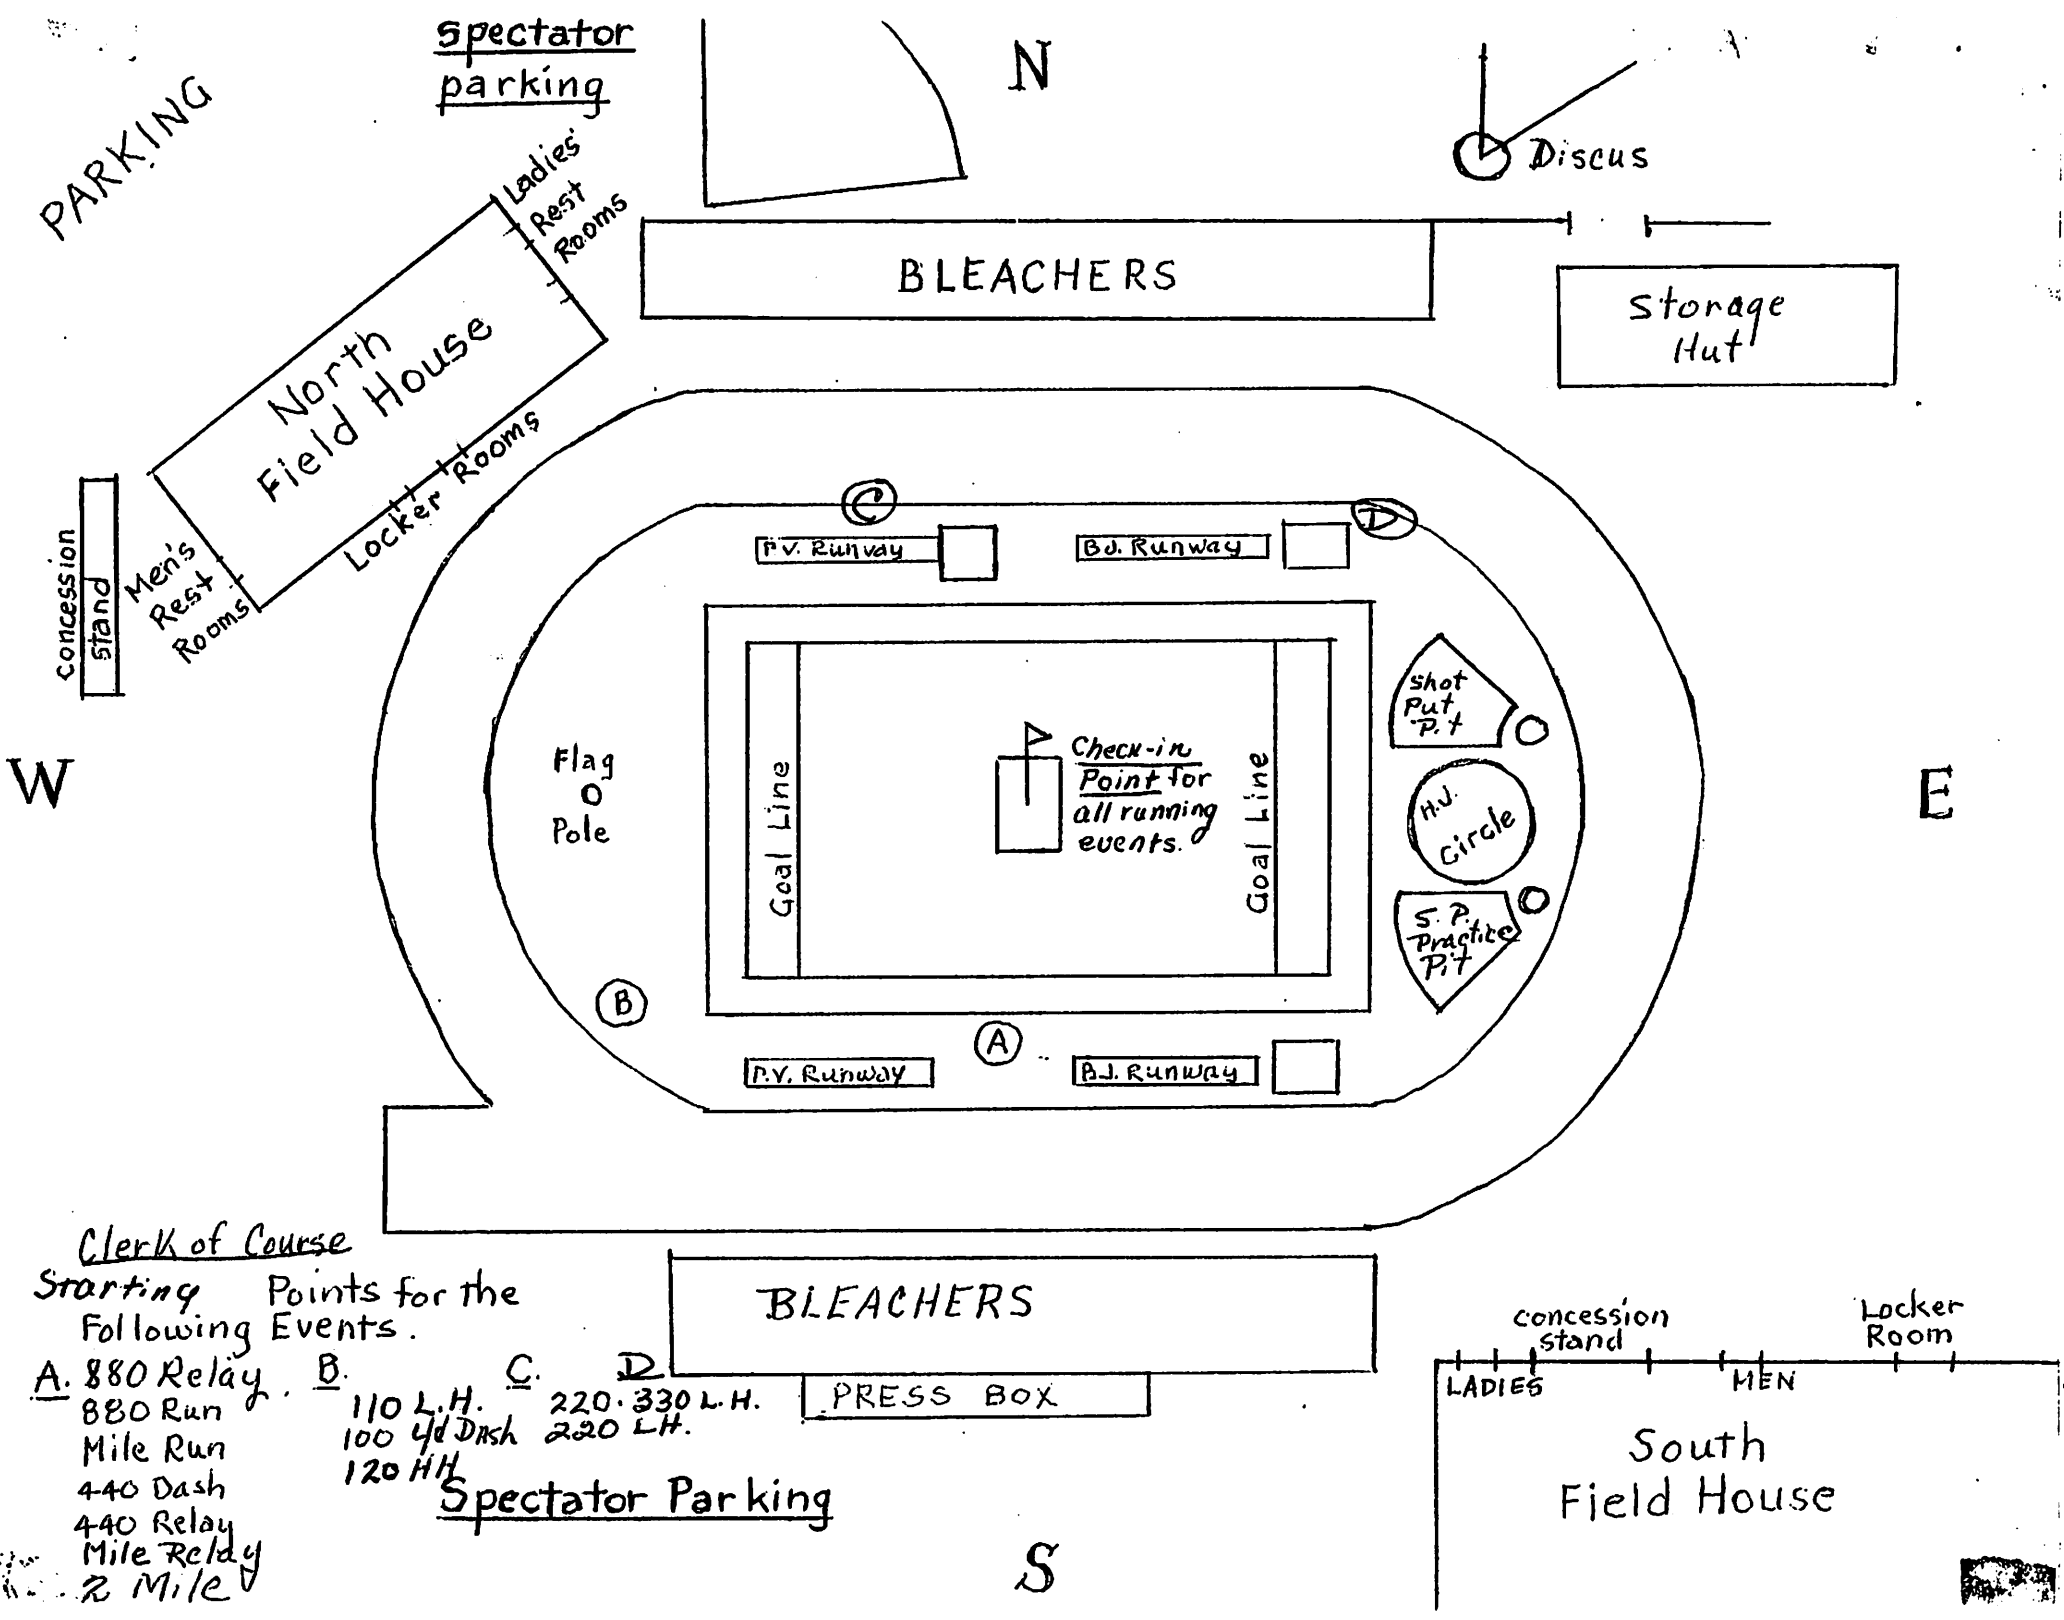 Spectator
parking
N
PARKING
Discus
Ladies'
Rest
Rooms
BLEACHERS
Storage
Hut
North
Field House
Locker Rooms
Men's
Rest
Rooms
concession
stand
C
D
P.V. Runway
B.J. Runway
Shot
Put
Pit
W
Flag
Pole
Goal Line
Check-in
Point for
all running
events.
Goal Line
H.J.
Circle
E
S. P.
Practice
Pit
B
A
P.V. Runway
B.J. Runway
Clerk of Course
Starting Points for the
Following Events.
A. 880 Relay
880 Run
Mile Run
440 Dash
440 Relay
Mile Relay
2 Mile
B.
110 L.H.
100 yd Dash
120 HH
C. D
220. 330 L.H.
220 LH.
BLEACHERS
PRESS BOX
Spectator Parking
S
concession
stand
Locker
Room
LADIES
MEN
South
Field House